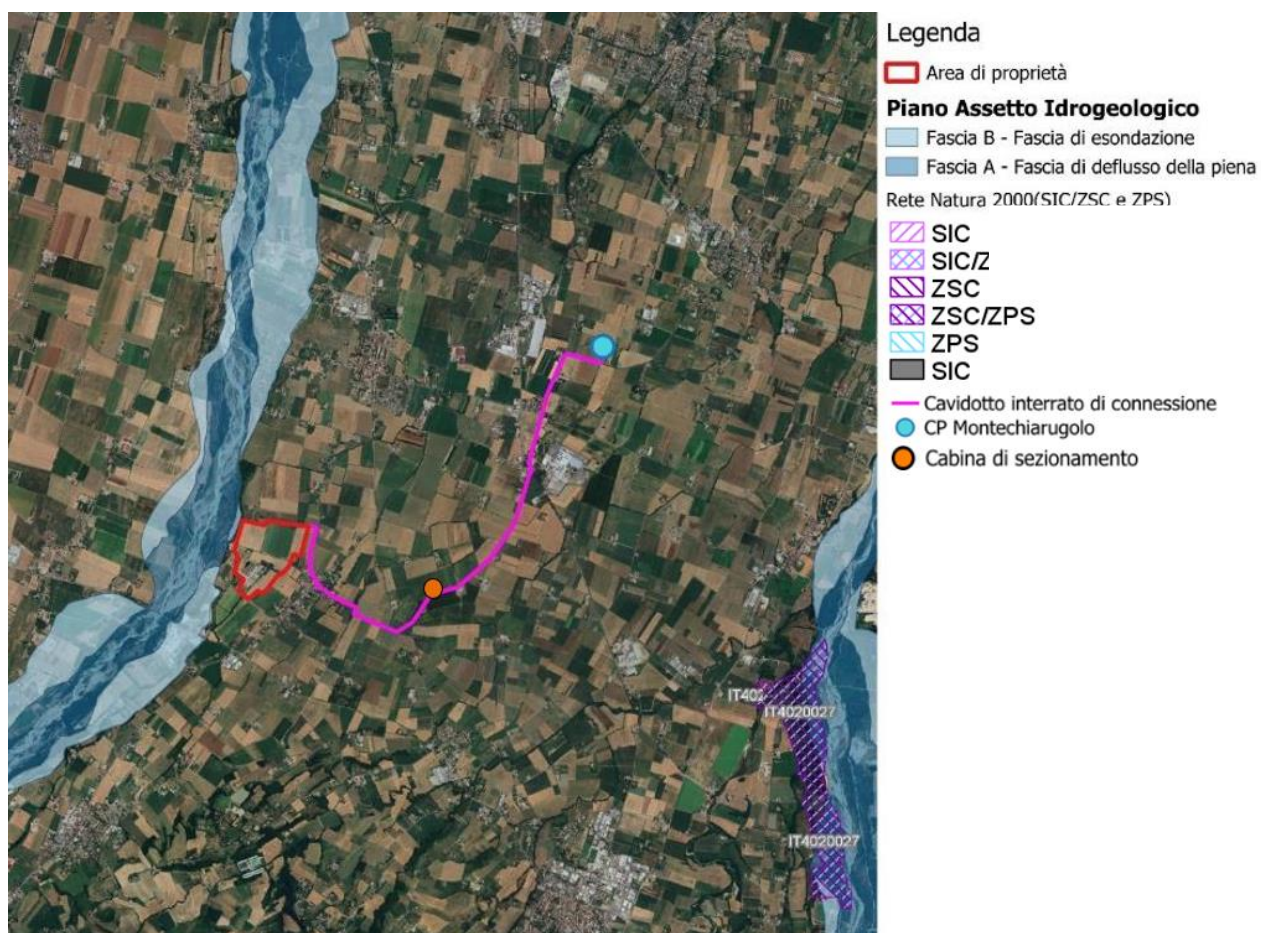 Legenda
Area di proprietà
Piano Assetto Idrogeologico
Fascia B - Fascia di esondazione
Fascia A - Fascia di deflusso della piena
Rete Natura 2000(SIC/ZSC e ZPS)
SIC
SIC/Z
ZSC
ZSC/ZPS
ZPS
SIC
Cavidotto interrato di connessione
CP Montechiarugolo
Cabina di sezionamento
IT402
IT4020027
IT4020027